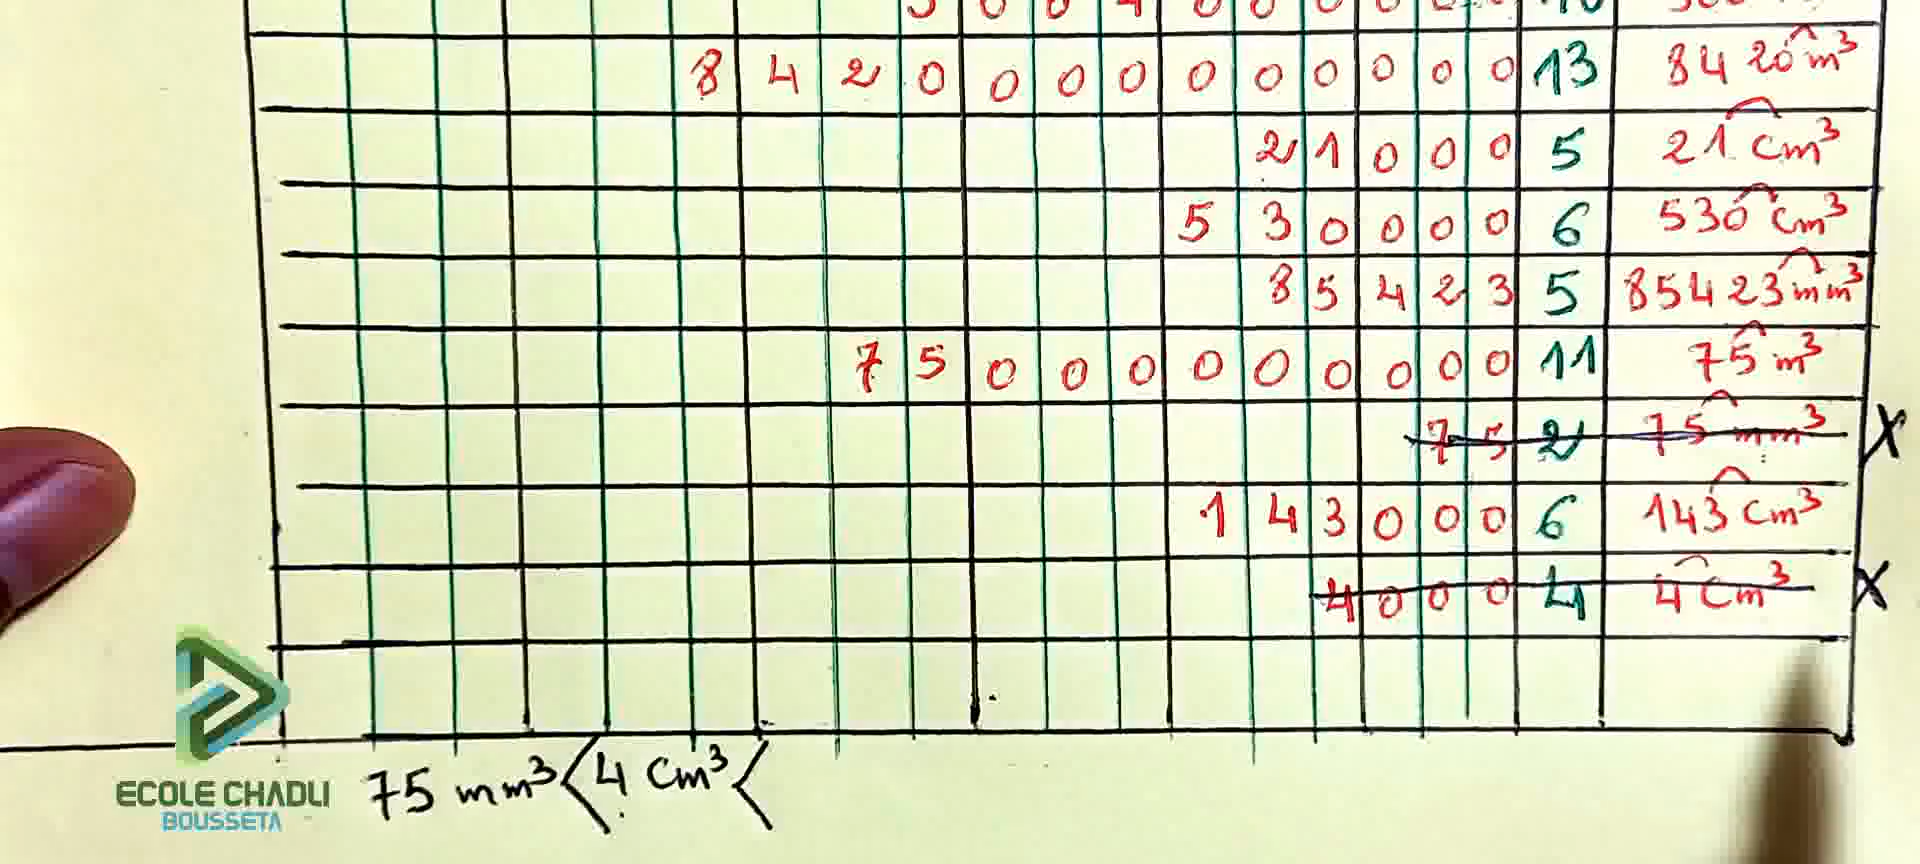 8 4 2 0 0 0 0 0 0 0 0 0 0 13 8420 m³
2 1 0 0 0 5 21 cm³
5 3 0 0 0 0 6 530 cm³
8 5 4 2 3 5 85423 mm³
7 5 0 0 0 0 0 0 0 0 0 11 75 m³
7 5 2 75 mm³ X
1 4 3 0 0 0 6 143 cm³
4 0 0 0 4 4 cm³ X
75 mm³ < 4 cm³ <
ECOLE CHADLI
BOUSSETA